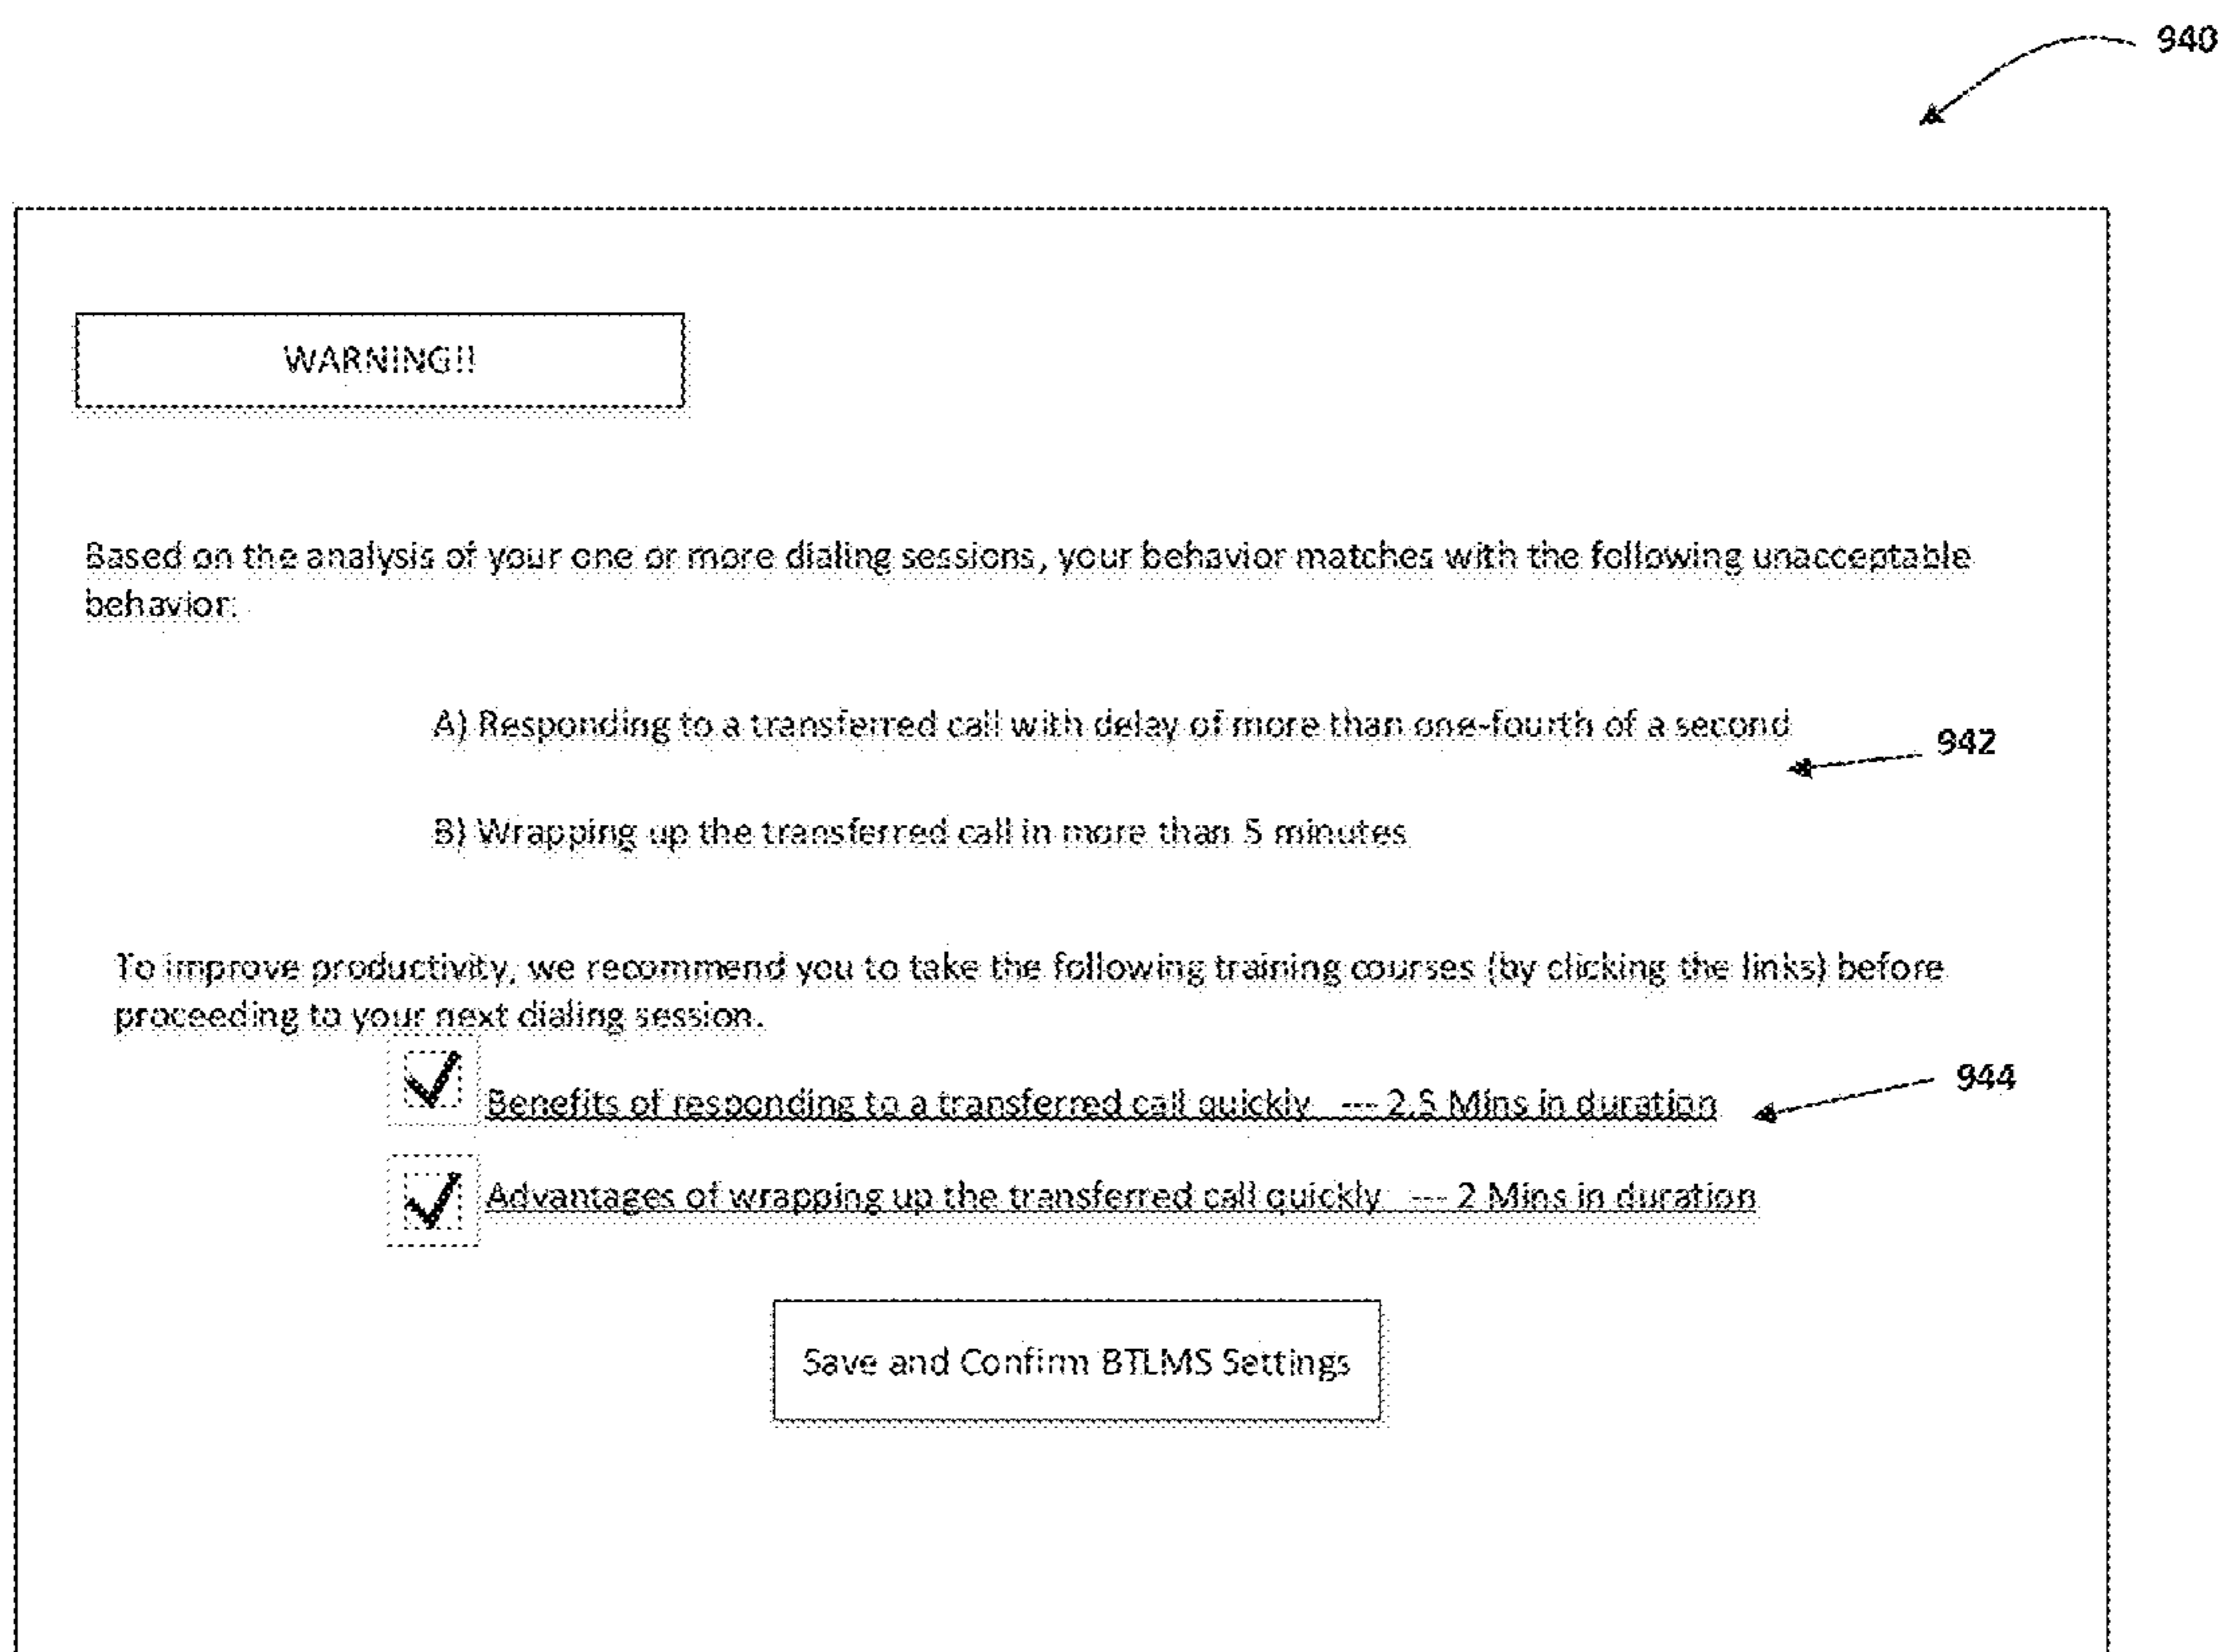 940
WARNING!!
Based on the analysis of your one or more dialing sessions, your behavior matches with the following unacceptable
behavior:
A) Responding to a transferred call with delay of more than one-fourth of a second
942
B) Wrapping up the transferred call in more than 5 minutes
To improve productivity, we recommend you to take the following training courses (by clicking the links) before
proceeding to your next dialing session.
944
Benefits of responding to a transferred call quickly --- 2.5 Mins in duration
Advantages of wrapping up the transferred call quickly --- 2 Mins in duration
Save and Confirm BTLMS Settings